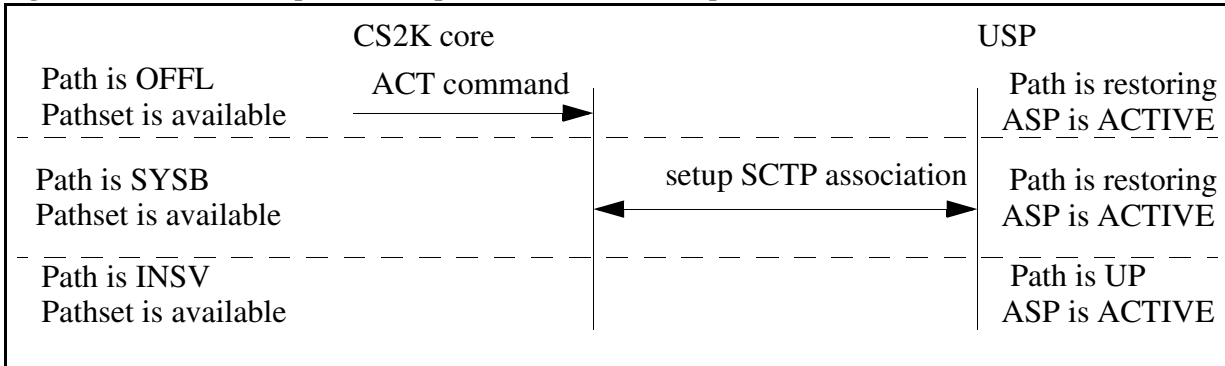 CS2K core USP
Path is OFFL ACT command Path is restoring
Pathset is available ASP is ACTIVE
Path is SYSB setup SCTP association Path is restoring
Pathset is available ASP is ACTIVE
Path is INSV Path is UP
Pathset is available ASP is ACTIVE